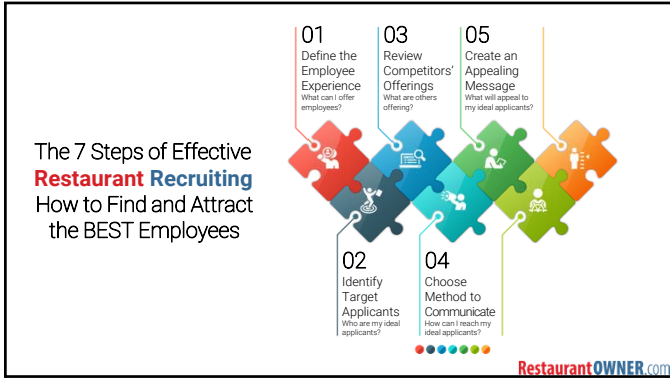 The 7 Steps of Effective
Restaurant Recruiting
How to Find and Attract
the BEST Employees
01
Define the
Employee
Experience
What can I offer
employees?
03
Review
Competitors'
Offerings
What are others
offering?
05
Create an
Appealing
Message
What will appeal to
my ideal applicants?
02
Identify
Target
Applicants
Who are my ideal
applicants?
04
Choose
Method to
Communicate
How can I reach my
ideal applicants?
RestaurantOWNER.com